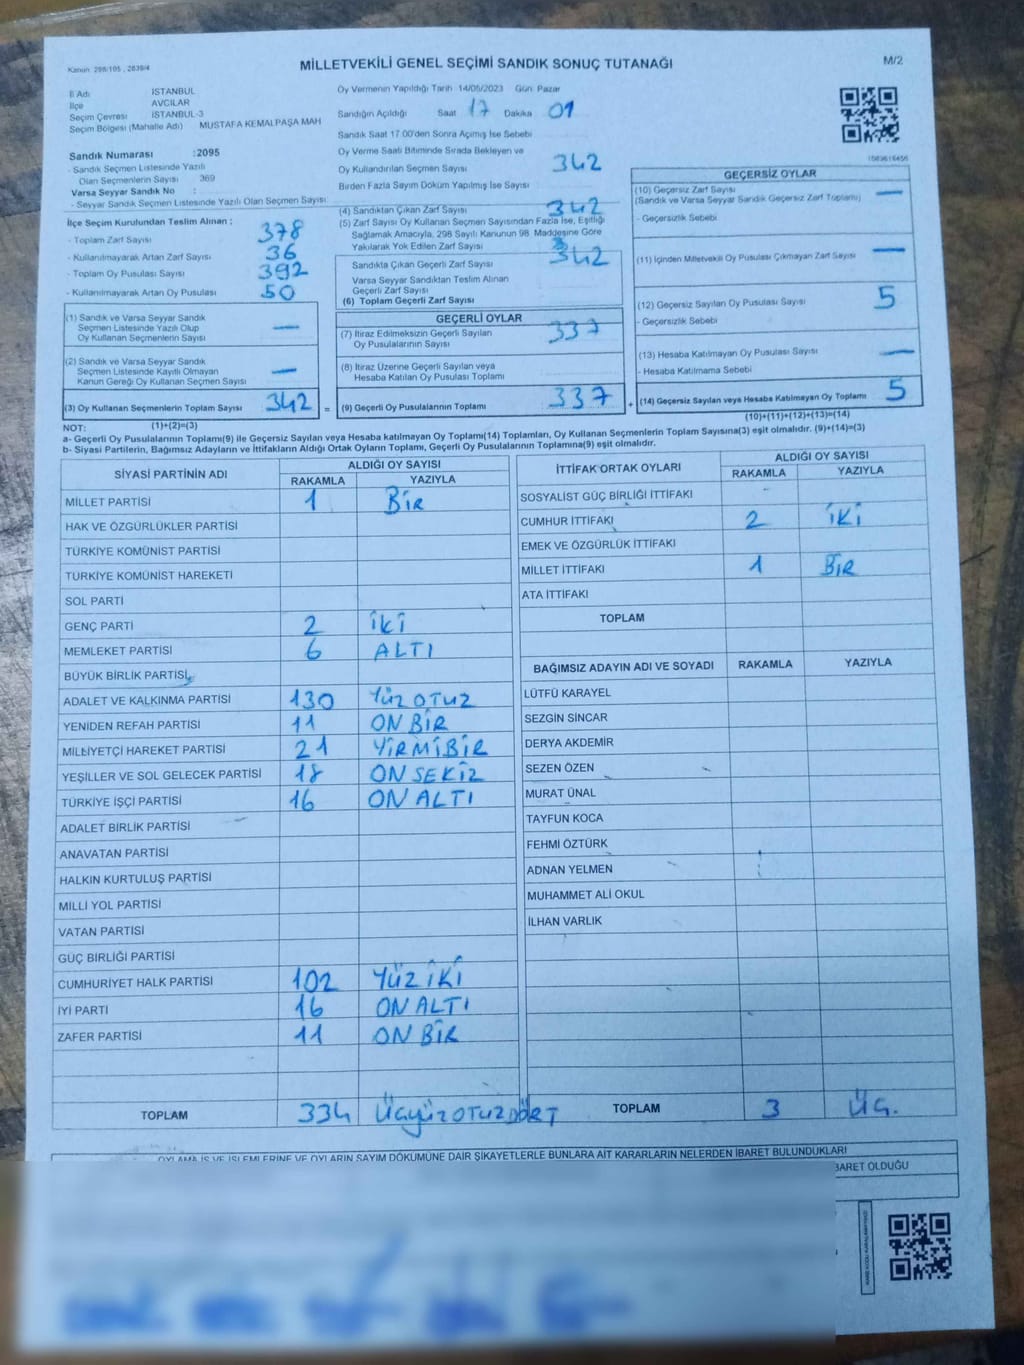 Kanun: 298/105 , 2839/4
MİLLETVEKİLİ GENEL SEÇİMİ SANDIK SONUÇ TUTANAĞI
M/2
İl Adı İSTANBUL
İlçe AVCILAR
Seçim Çevresi İSTANBUL-3
Seçim Bölgesi (Mahalle Adı) MUSTAFA KEMALPAŞA MAH
Sandık Numarası :2095
- Sandık Seçmen Listesinde Yazılı
Olan Seçmenlerin Sayısı 369
Varsa Seyyar Sandık No :
- Seyyar Sandık Seçmen Listesinde Yazılı Olan Seçmen Sayısı:
Oy Vermenin Yapıldığı Tarih 14/05/2023 Gün Pazar
Sandığın Açıldığı Saat 17 Dakika 01
Sandık Saat 17.00'den Sonra Açılmış İse Sebebi
Oy Verme Saati Bitiminde Sırada Bekleyen ve
Oy Kullandırılan Seçmen Sayısı 342
Birden Fazla Sayım Döküm Yapılmış İse Sayısı
İlçe Seçim Kurulundan Teslim Alınan :
- Toplam Zarf Sayısı 378
- Kullanılmayarak Artan Zarf Sayısı 36
- Toplam Oy Pusulası Sayısı 392
- Kullanılmayarak Artan Oy Pusulası 50
(4) Sandıktan Çıkan Zarf Sayısı 342
(5) Zarf Sayısı Oy Kullanan Seçmen Sayısından Fazla İse, Eşitliği
Sağlamak Amacıyla, 298 Sayılı Kanunun 98. Maddesine Göre
Yakılarak Yok Edilen Zarf Sayısı
Sandıkta Çıkan Geçerli Zarf Sayısı 342
Varsa Seyyar Sandıktan Teslim Alınan
Geçerli Zarf Sayısı
(6) Toplam Geçerli Zarf Sayısı
GEÇERSİZ OYLAR
(10) Geçersiz Zarf Sayısı —
(Sandık ve Varsa Seyyar Sandık Geçersiz Zarf Toplamı)
- Geçersizlik Sebebi
(11) İçinden Milletvekili Oy Pusulası Çıkmayan Zarf Sayısı —
(12) Geçersiz Sayılan Oy Pusulası Sayısı 5
- Geçersizlik Sebebi
(13) Hesaba Katılmayan Oy Pusulası Sayısı —
- Hesaba Katılmama Sebebi
(14) Geçersiz Sayılan veya Hesaba Katılmayan Oy Toplamı 5
(10)+(11)+(12)+(13)=(14)
(1) Sandık ve Varsa Seyyar Sandık
Seçmen Listesinde Yazılı Olup
Oy Kullanan Seçmenlerin Sayısı —
(2) Sandık ve Varsa Seyyar Sandık
Seçmen Listesinde Kayıtlı Olmayan
Kanun Gereği Oy Kullanan Seçmen Sayısı —
(3) Oy Kullanan Seçmenlerin Toplam Sayısı 342 =
(1)+(2)=(3)
GEÇERLİ OYLAR
(7) İtiraz Edilmeksizin Geçerli Sayılan
Oy Pusulalarının Sayısı 337
(8) İtiraz Üzerine Geçerli Sayılan veya
Hesaba Katılan Oy Pusulası Toplamı
(9) Geçerli Oy Pusulalarının Toplamı 337 +
NOT:
a- Geçerli Oy Pusulalarının Toplamı(9) ile Geçersiz Sayılan veya Hesaba katılmayan Oy Toplamı(14) Toplamları, Oy Kullanan Seçmenlerin Toplam Sayısına(3) eşit olmalıdır. (9)+(14)=(3)
b- Siyasi Partilerin, Bağımsız Adayların ve İttifakların Aldığı Ortak Oyların Toplamı, Geçerli Oy Pusulalarının Toplamına(9) eşit olmalıdır.
SİYASİ PARTİNİN ADI ALDIĞI OY SAYISI
RAKAMLA YAZIYLA
MİLLET PARTİSİ 1 BİR
HAK VE ÖZGÜRLÜKLER PARTİSİ
TÜRKİYE KOMÜNİST PARTİSİ
TÜRKİYE KOMÜNİST HAREKETİ
SOL PARTİ
GENÇ PARTİ 2 İKİ
MEMLEKET PARTİSİ 6 ALTI
BÜYÜK BİRLİK PARTİSİ
ADALET VE KALKINMA PARTİSİ 130 YÜZ OTUZ
YENİDEN REFAH PARTİSİ 11 ON BİR
MİLLİYETÇİ HAREKET PARTİSİ 21 YİRMİBİR
YEŞİLLER VE SOL GELECEK PARTİSİ 18 ON SEKİZ
TÜRKİYE İŞÇİ PARTİSİ 16 ON ALTI
ADALET BİRLİK PARTİSİ
ANAVATAN PARTİSİ
HALKIN KURTULUŞ PARTİSİ
MİLLİ YOL PARTİSİ
VATAN PARTİSİ
GÜÇ BİRLİĞİ PARTİSİ
CUMHURİYET HALK PARTİSİ 102 YÜZ İKİ
İYİ PARTİ 16 ON ALTI
ZAFER PARTİSİ 11 ON BİR
TOPLAM 334 ÜÇYÜZOTUZDÖRT
İTTİFAK ORTAK OYLARI ALDIĞI OY SAYISI
RAKAMLA YAZIYLA
SOSYALİST GÜÇ BİRLİĞİ İTTİFAKI
CUMHUR İTTİFAKI 2 İKİ
EMEK VE ÖZGÜRLÜK İTTİFAKI
MİLLET İTTİFAKI 1 BİR
ATA İTTİFAKI
TOPLAM
BAĞIMSIZ ADAYIN ADI VE SOYADI RAKAMLA YAZIYLA
LÜTFÜ KARAYEL
SEZGİN SİNCAR
DERYA AKDEMİR
SEZEN ÖZEN
MURAT ÜNAL
TAYFUN KOCA
FEHMİ ÖZTÜRK
ADNAN YELMEN
MUHAMMET ALİ OKUL
İLHAN VARLIK
TOPLAM 3 ÜÇ.
OYLAMA İŞ VE İŞLEMLERİNE VE OYLARIN SAYIM DÖKÜMÜNE DAİR ŞİKAYETLERLE BUNLARA AİT KARARLARIN NELERDEN İBARET BULUNDUKLARI
BARET OLDUĞU